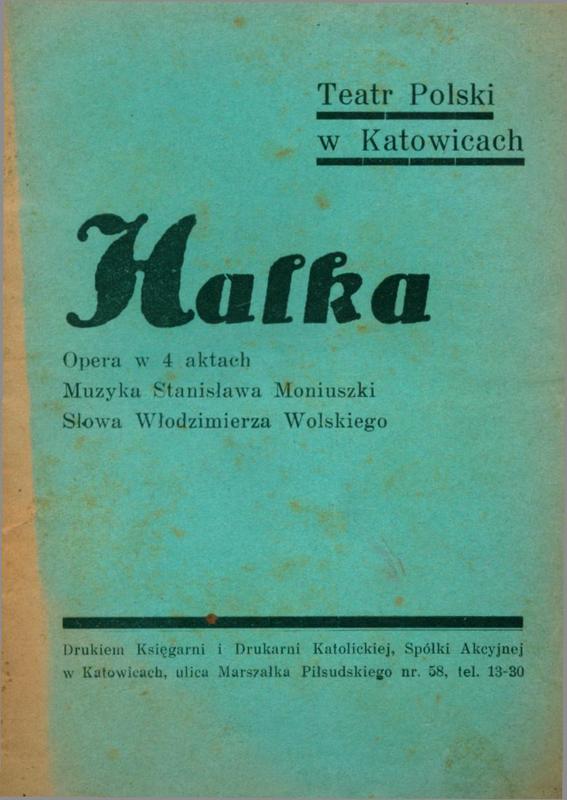 Teatr Polski
w Katowicach
Halka
Opera w 4 aktach
Muzyka Stanisława Moniuszki
Słowa Włodzimierza Wolskiego
Drukiem Księgarni i Drukarni Katolickiej, Spółki Akcyjnej
w Katowicach, ulica Marszałka Piłsudskiego nr. 58, tel. 13-30